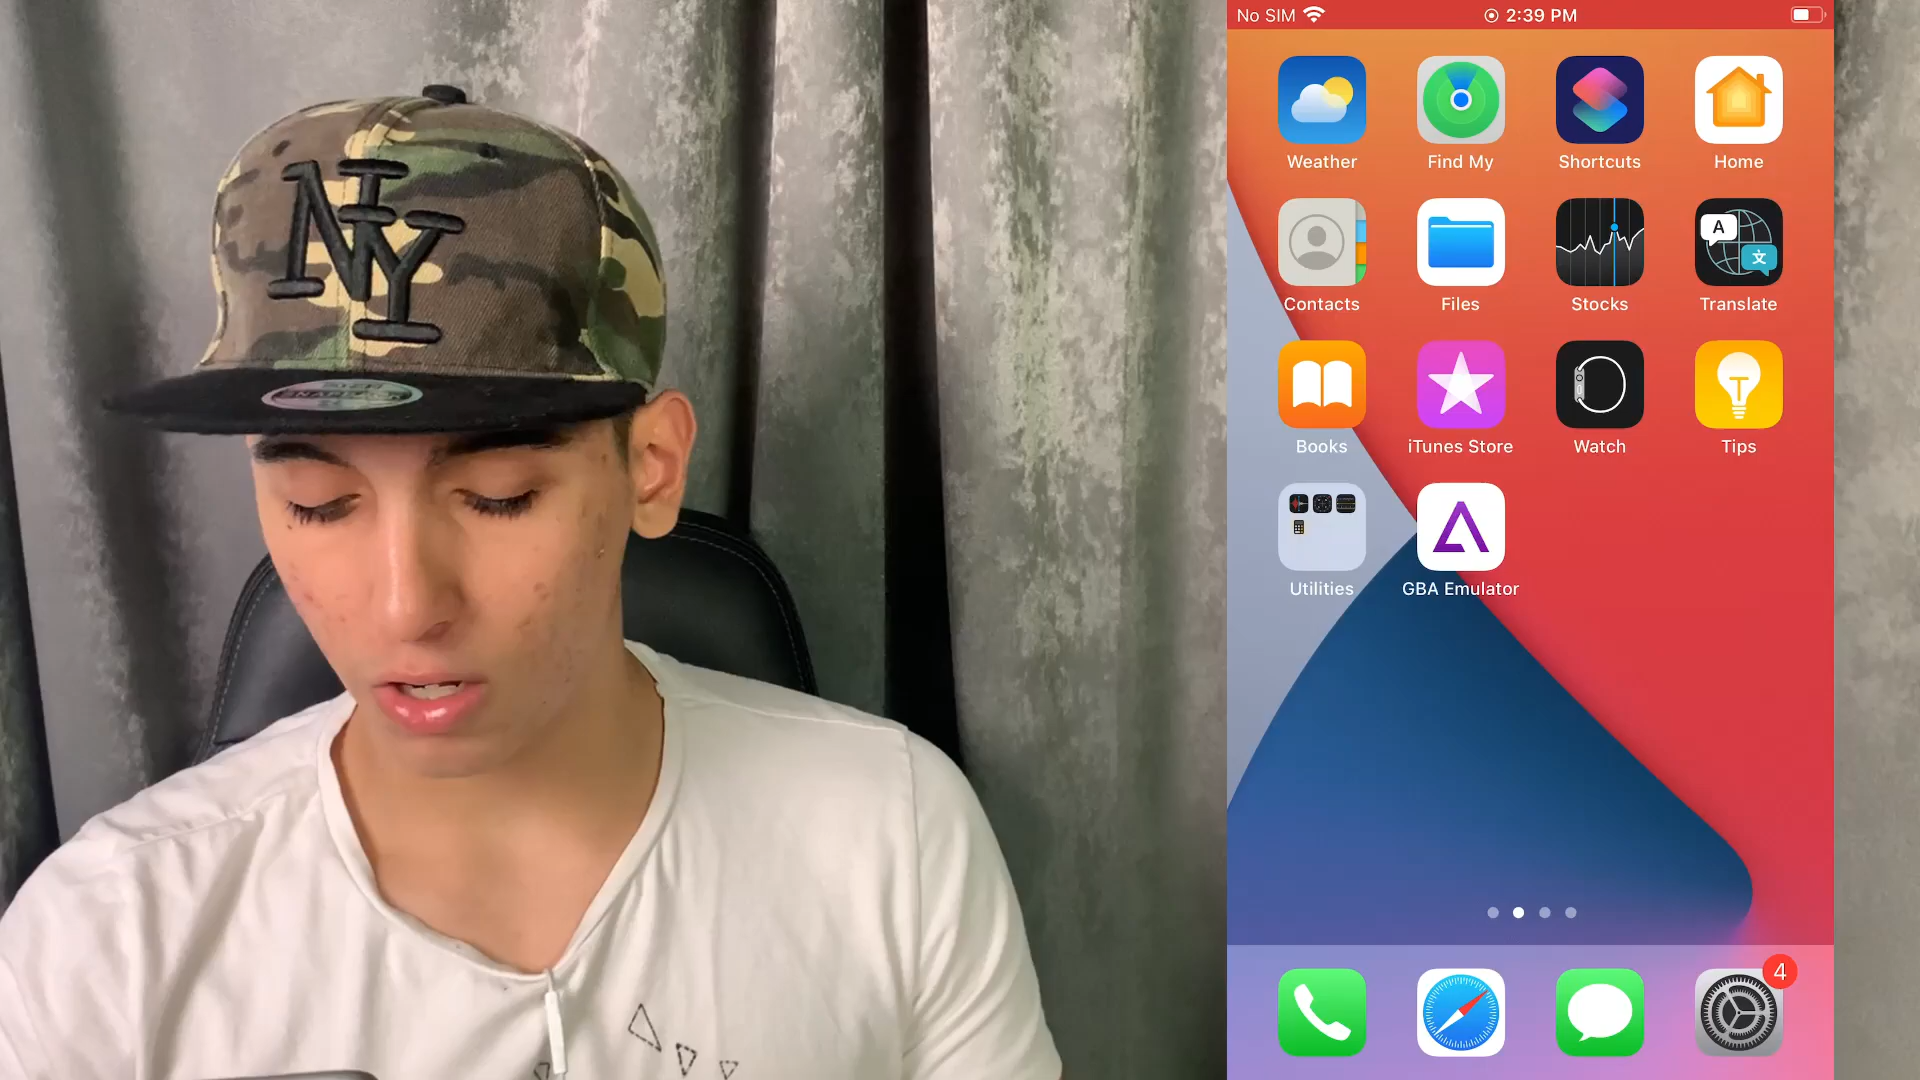 NY
No SIM
2:39 PM
Weather
Find My
Shortcuts
Home
Contacts
Files
Stocks
A
文
Translate
Books
iTunes Store
Watch
Tips
Utilities
GBA Emulator
4